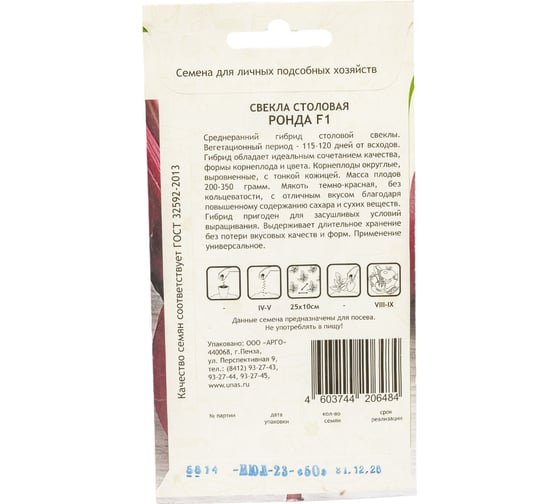 Семена для личных подсобных хозяйств
СВЕКЛА СТОЛОВАЯ
РОНДА F1
Среднеранний гибрид столовой свеклы.
Вегетационный период - 115-120 дней от всходов.
Гибрид обладает идеальным сочетанием качества,
формы корнеплода и цвета. Корнеплоды округлые,
выровненные, с тонкой кожицей. Масса плодов
200-350 грамм. Мякоть темно-красная, без
кольцеватости, с отличным вкусом благодаря
повышенному содержанию сахара и сухих веществ.
Гибрид пригоден для засушливых условий
выращивания. Выдерживает длительное хранение
без потери вкусовых качеств и форм. Применение
универсальное.
Качество семян соответствует ГОСТ 32592-2013
- IV-V 25х10см - VIII-IX
Данные семена предназначены для посева.
Не употреблять в пищу!
Упаковано: ООО «АРГО»
440068, г.Пенза,
ул. Перспективная 9,
тел.: (8412) 93-27-43,
93-27-44, 93-27-45,
www.unas.ru
4 603744 206484
№ партии дата упаковки кол-во семян срок реализации
5614 -ИЮЛ-23-«50» 31.12.26